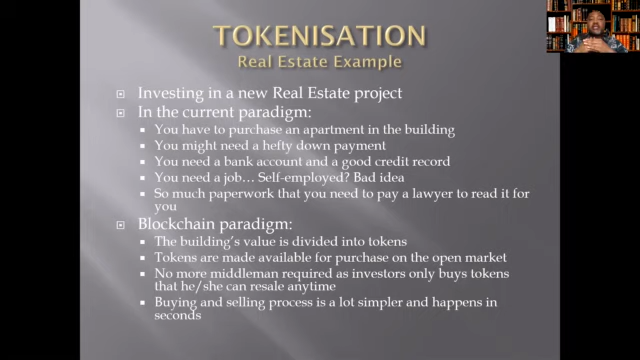 TOKENISATION
Real Estate Example
Investing in a new Real Estate project
In the current paradigm:
You have to purchase an apartment in the building
You might need a hefty down payment
You need a bank account and a good credit record
You need a job... Self-employed? Bad idea
So much paperwork that you need to pay a lawyer to read it for
you
Blockchain paradigm:
The building's value is divided into tokens
Tokens are made available for purchase on the open market
No more middleman required as investors only buys tokens
that he/she can resale anytime
Buying and selling process is a lot simpler and happens in
seconds